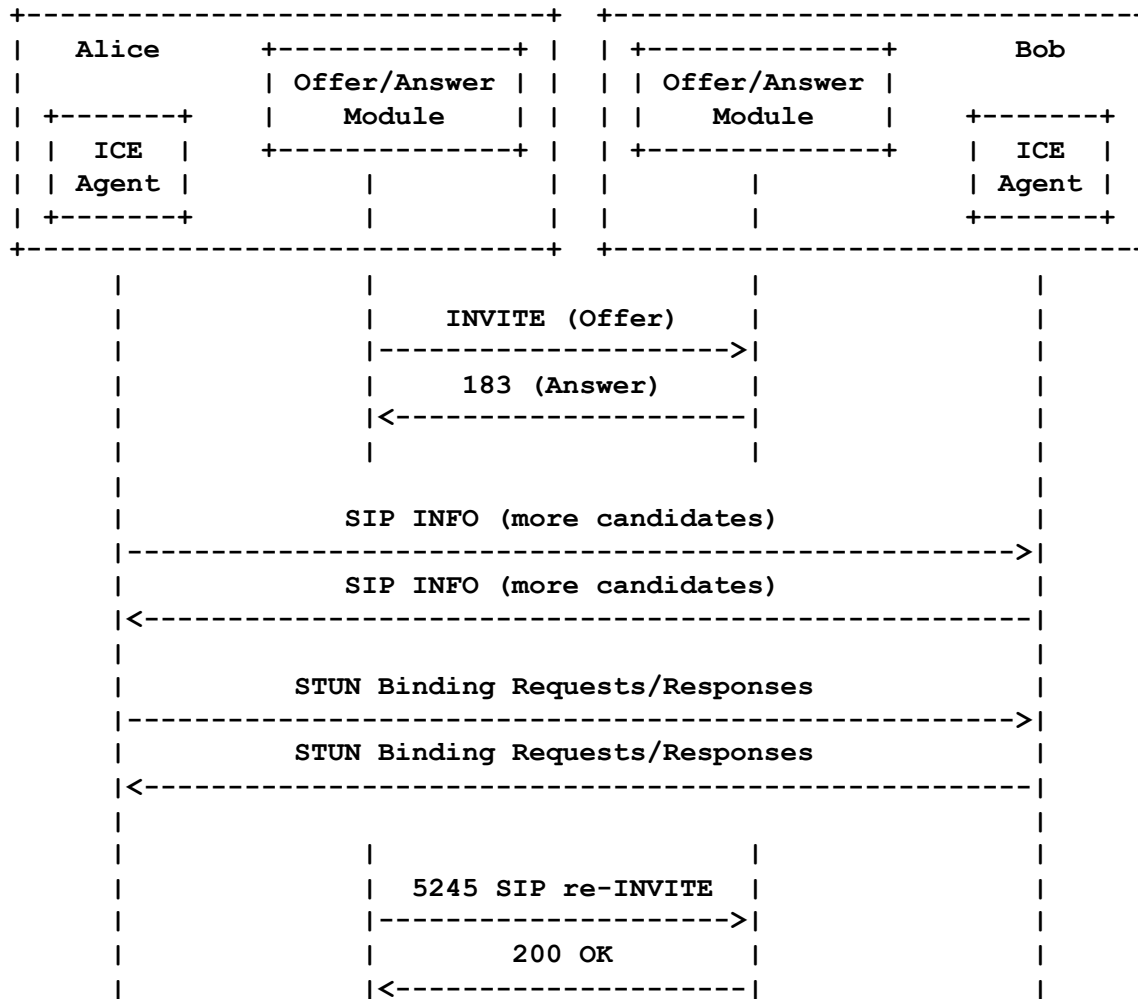 Alice Bob
Offer/Answer Offer/Answer
Module Module
ICE ICE
Agent Agent
INVITE (Offer)
183 (Answer)
SIP INFO (more candidates)
SIP INFO (more candidates)
STUN Binding Requests/Responses
STUN Binding Requests/Responses
5245 SIP re-INVITE
200 OK